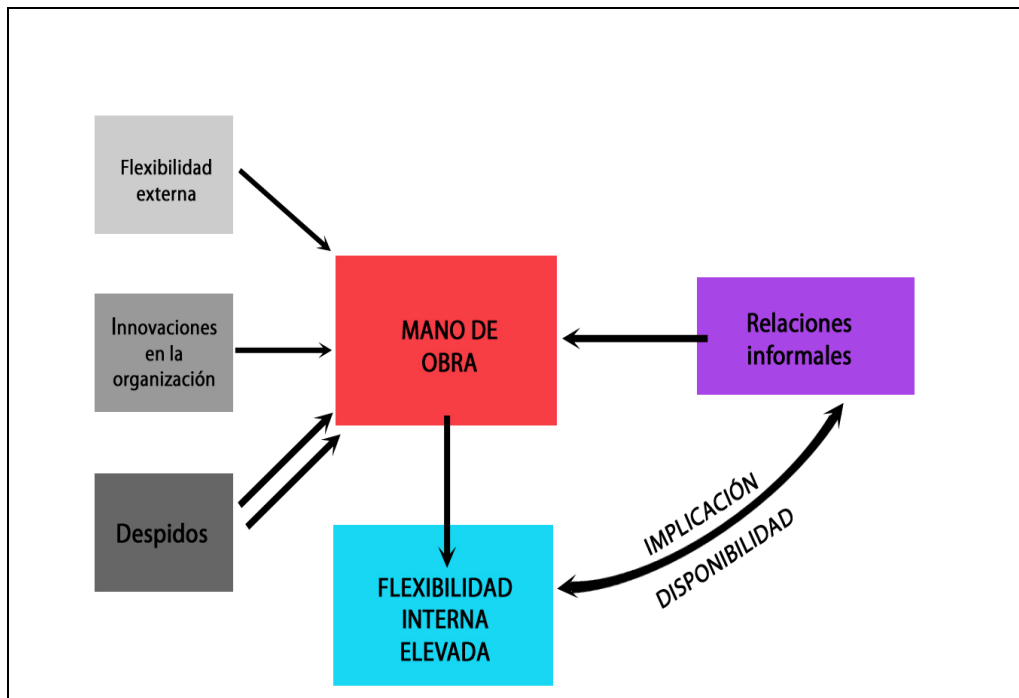 Flexibilidad
externa
Innovaciones
en la
organización
Despidos
MANO DE
OBRA
FLEXIBILIDAD
INTERNA
ELEVADA
Relaciones
informales
IMPLICACIÓN
DISPONIBILIDAD